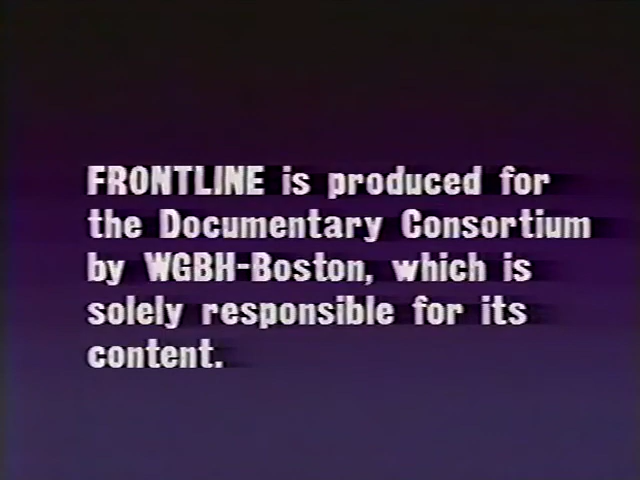 FRONTLINE is produced for
the Documentary Consortium
by WGBH-Boston, which is
solely responsible for its
content.